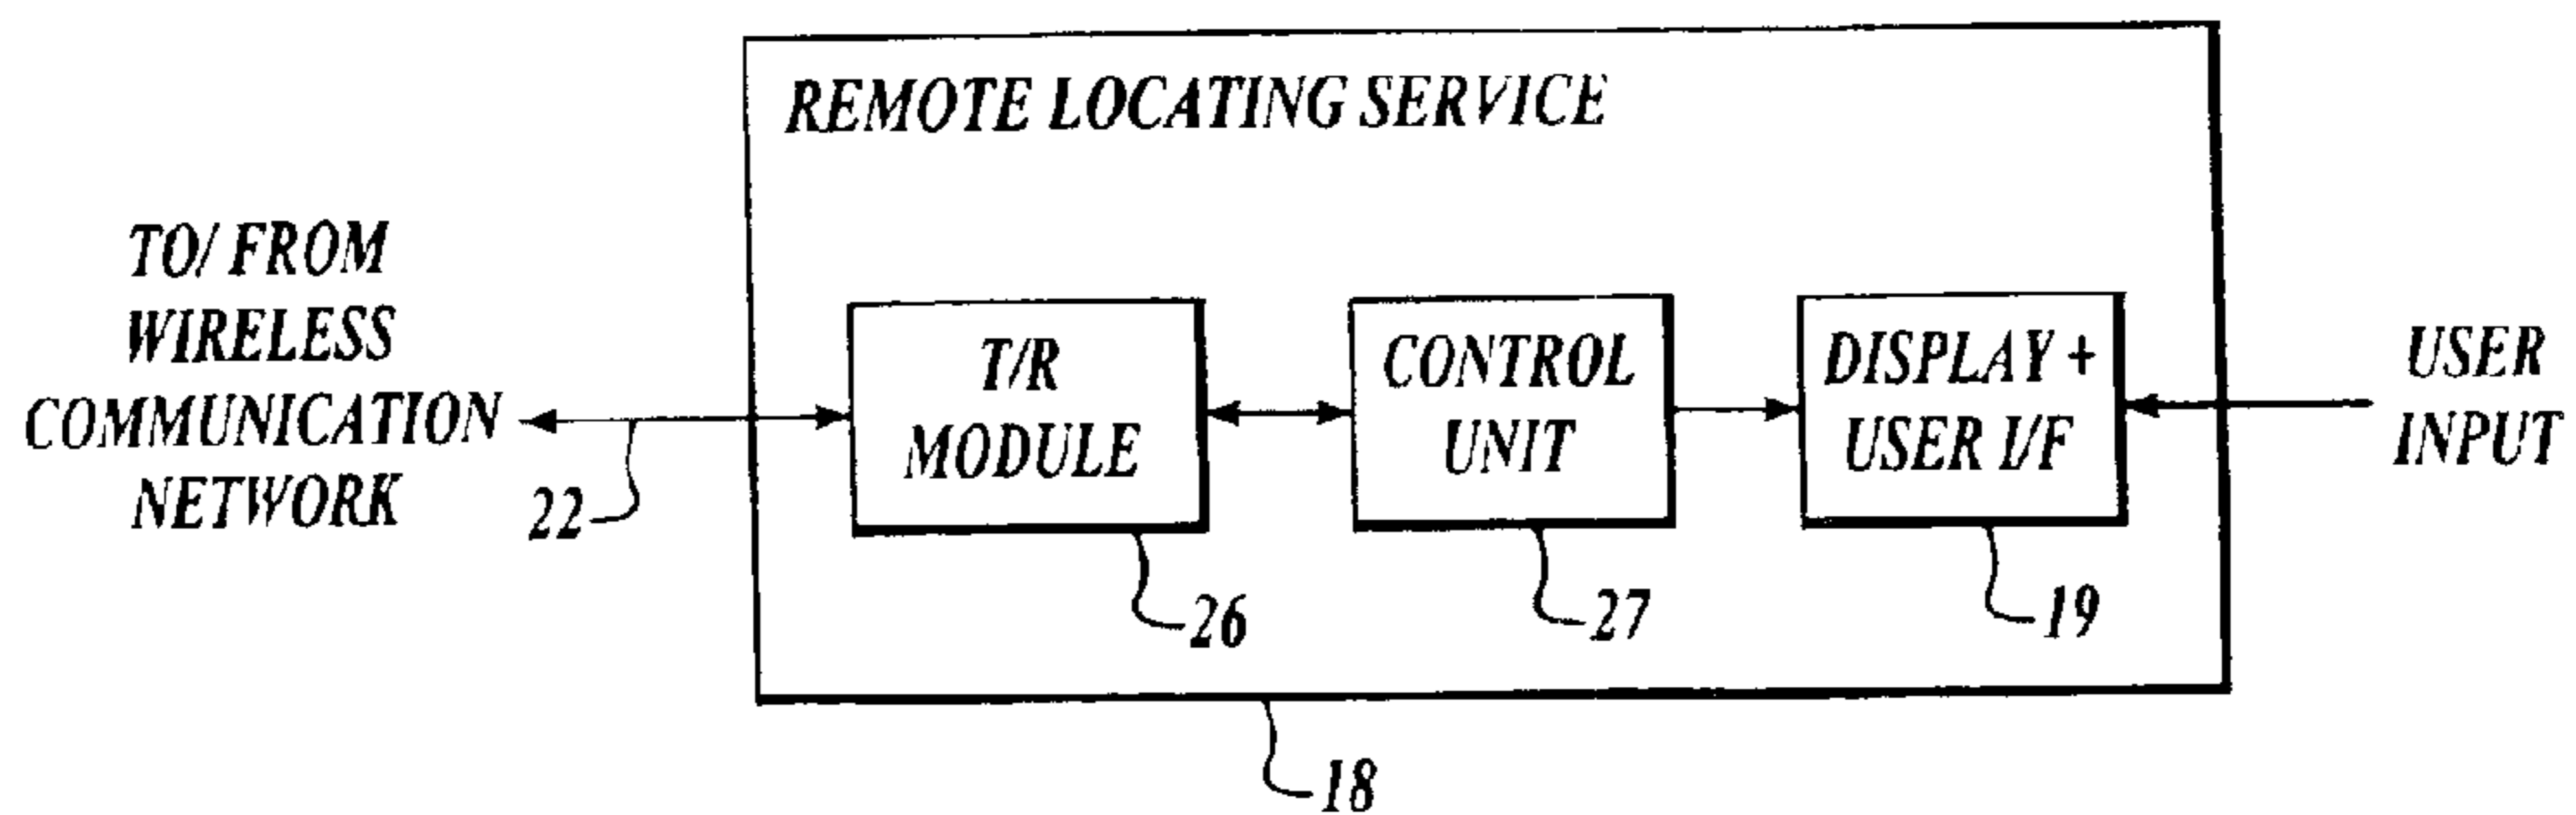 REMOTE LOCATING SERVICE
TO/ FROM
WIRELESS
COMMUNICATION
NETWORK
22
T/R
MODULE
26
CONTROL
UNIT
27
DISPLAY +
USER I/F
19
USER
INPUT
18